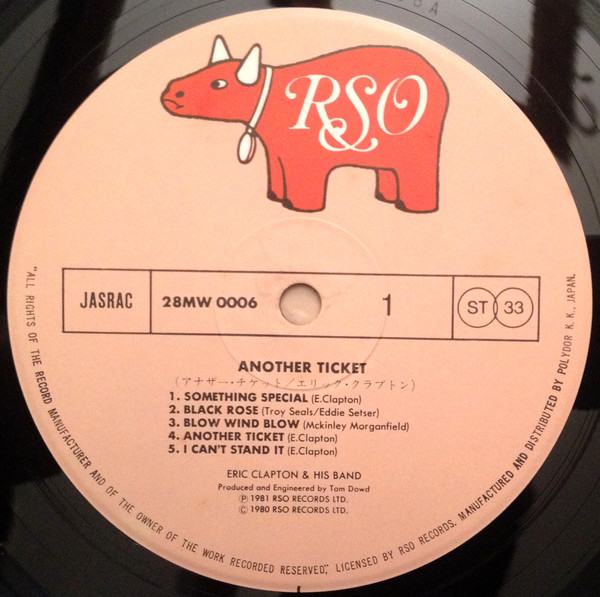 RSO
JASRAC
28MW 0006
1
ST 33
ANOTHER TICKET
(アナザー・チケット/エリック・クラプトン)
1. SOMETHING SPECIAL (E.Clapton)
2. BLACK ROSE (Troy Seals/Eddie Setser)
3. BLOW WIND BLOW (Mckinley Morganfield)
4. ANOTHER TICKET (E.Clapton)
5. I CAN'T STAND IT (E.Clapton)
ERIC CLAPTON & HIS BAND
Produced and Engineered by Tom Dowd
Ⓟ 1981 RSO RECORDS LTD.
© 1980 RSO RECORDS LTD.
"ALL RIGHTS OF THE RECORD MANUFACTURER AND OF THE OWNER OF THE WORK RECORDED RESERVED", LICENSED BY RSO RECORDS, MANUFACTURED AND DISTRIBUTED BY POLYDOR K. K., JAPAN.